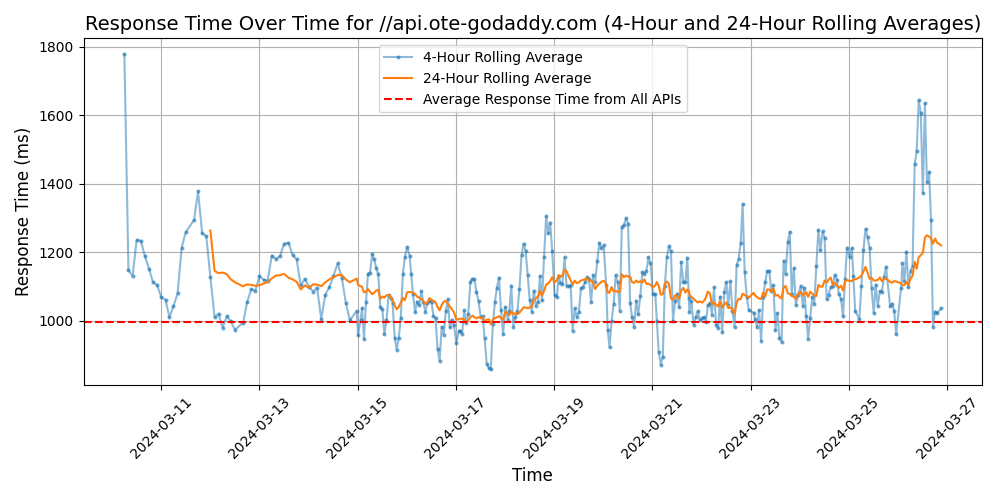 Response Time Over Time for //api.ote-godaddy.com (4-Hour and 24-Hour Rolling Averages)
4-Hour Rolling Average
24-Hour Rolling Average
Average Response Time from All APIs
Response Time (ms)
1800
1600
1400
1200
1000
2024-03-11
2024-03-13
2024-03-15
2024-03-17
2024-03-19
2024-03-21
2024-03-23
2024-03-25
2024-03-27
Time